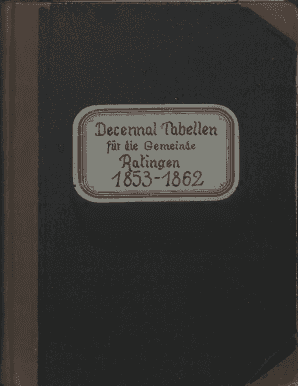 Decennal Tabellen
für die Gemeinde
Ratingen
1853-1862